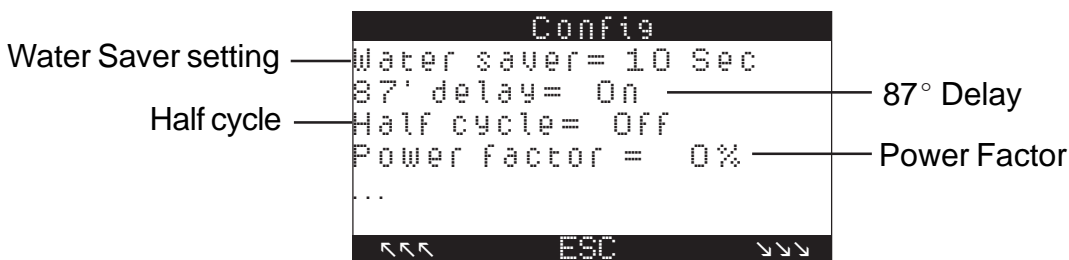 Config
Water Saver setting
Water saver= 10 Sec
87' delay= On
87° Delay
Half cycle
Half cycle= Off
Power factor = 0%
Power Factor
...
↖↖↖ ESC ↘↘↘